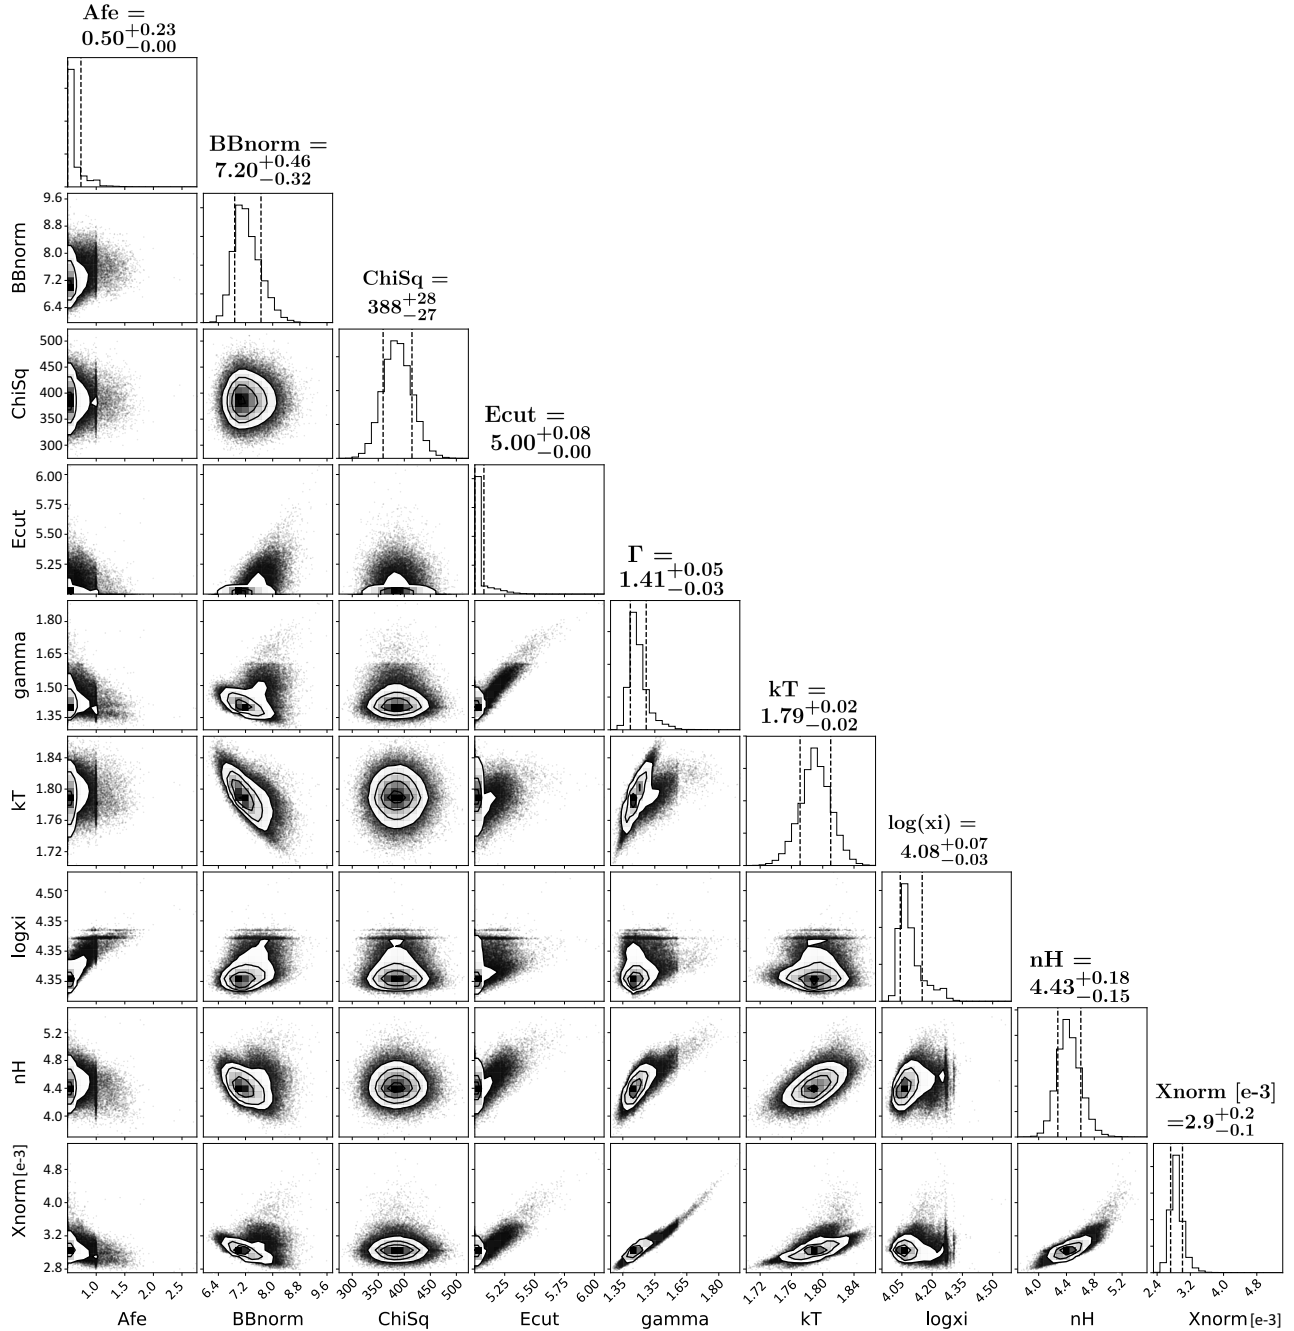 Afe =
0.50+0.23−0.00
BBnorm =
7.20+0.46−0.32
ChiSq =
388+28−27
Ecut =
5.00+0.08−0.00
Γ =
1.41+0.05−0.03
kT =
1.79+0.02−0.02
log(xi) =
4.08+0.07−0.03
nH =
4.43+0.18−0.15
Xnorm [e-3]
=2.9+0.2−0.1
BBnorm
9.6
8.8
8.0
7.2
6.4
ChiSq
500
450
400
350
300
Ecut
6.00
5.75
5.50
5.25
gamma
1.80
1.65
1.50
1.35
kT
1.84
1.80
1.76
1.72
logxi
4.50
4.35
4.35
4.35
nH
5.2
4.8
4.4
4.0
Xnorm[e-3]
4.8
4.0
3.2
2.8
1.0 1.5 2.0 2.5
6.4 7.2 8.0 8.8 9.6
300 350 400 450 500
5.25 5.50 5.75 6.00
1.35 1.35 1.65 1.80
1.72 1.76 1.80 1.84
4.05 4.20 4.35 4.50
4.0 4.4 4.8 5.2
2.4 3.2 4.0 4.8
Afe BBnorm ChiSq Ecut gamma kT logxi nH Xnorm[e-3]